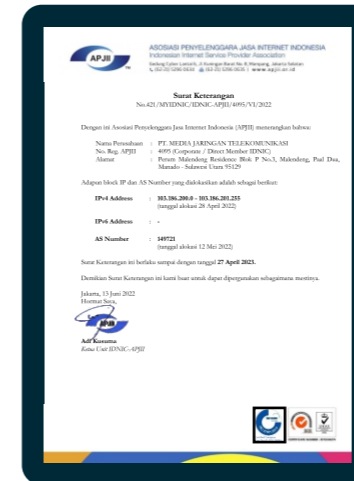 APJII
ASOSIASI PENYELENGGARA JASA INTERNET INDONESIA
Indonesian Internet Service Provider Association
www.apjii.or.id
Surat Keterangan
No.421/MYIDNIC/IDNIC-APJII/4095/VI/2022
Dengan ini Asosiasi Penyelenggara Jasa Internet Indonesia (APJII) menerangkan bahwa:
Nama Perusahaan : PT. MEDIA JARINGAN TELEKOMUNIKASI
No. Reg. APJII : 4095 (Corporate / Direct Member IDNIC)
Alamat : Perum Malendeng Residence Blok P No.3, Malendeng, Paal Dua,
Manado - Sulawesi Utara 95129
Adapun block IP dan AS Number yang dialokasikan adalah sebagai berikut:
IPv4 Address : 103.186.200.0 - 103.186.201.255
(tanggal alokasi 28 April 2022)
IPv6 Address : -
AS Number : 149721
(tanggal alokasi 12 Mei 2022)
Surat Keterangan ini berlaku sampai dengan tanggal 27 April 2023.
Demikian Surat Keterangan ini kami buat untuk dapat dipergunakan sebagaimana mestinya.
Jakarta, 13 Juni 2022
Hormat Saya,
APJII
Adi Kusuma
Ketua Unit IDNIC-APJII